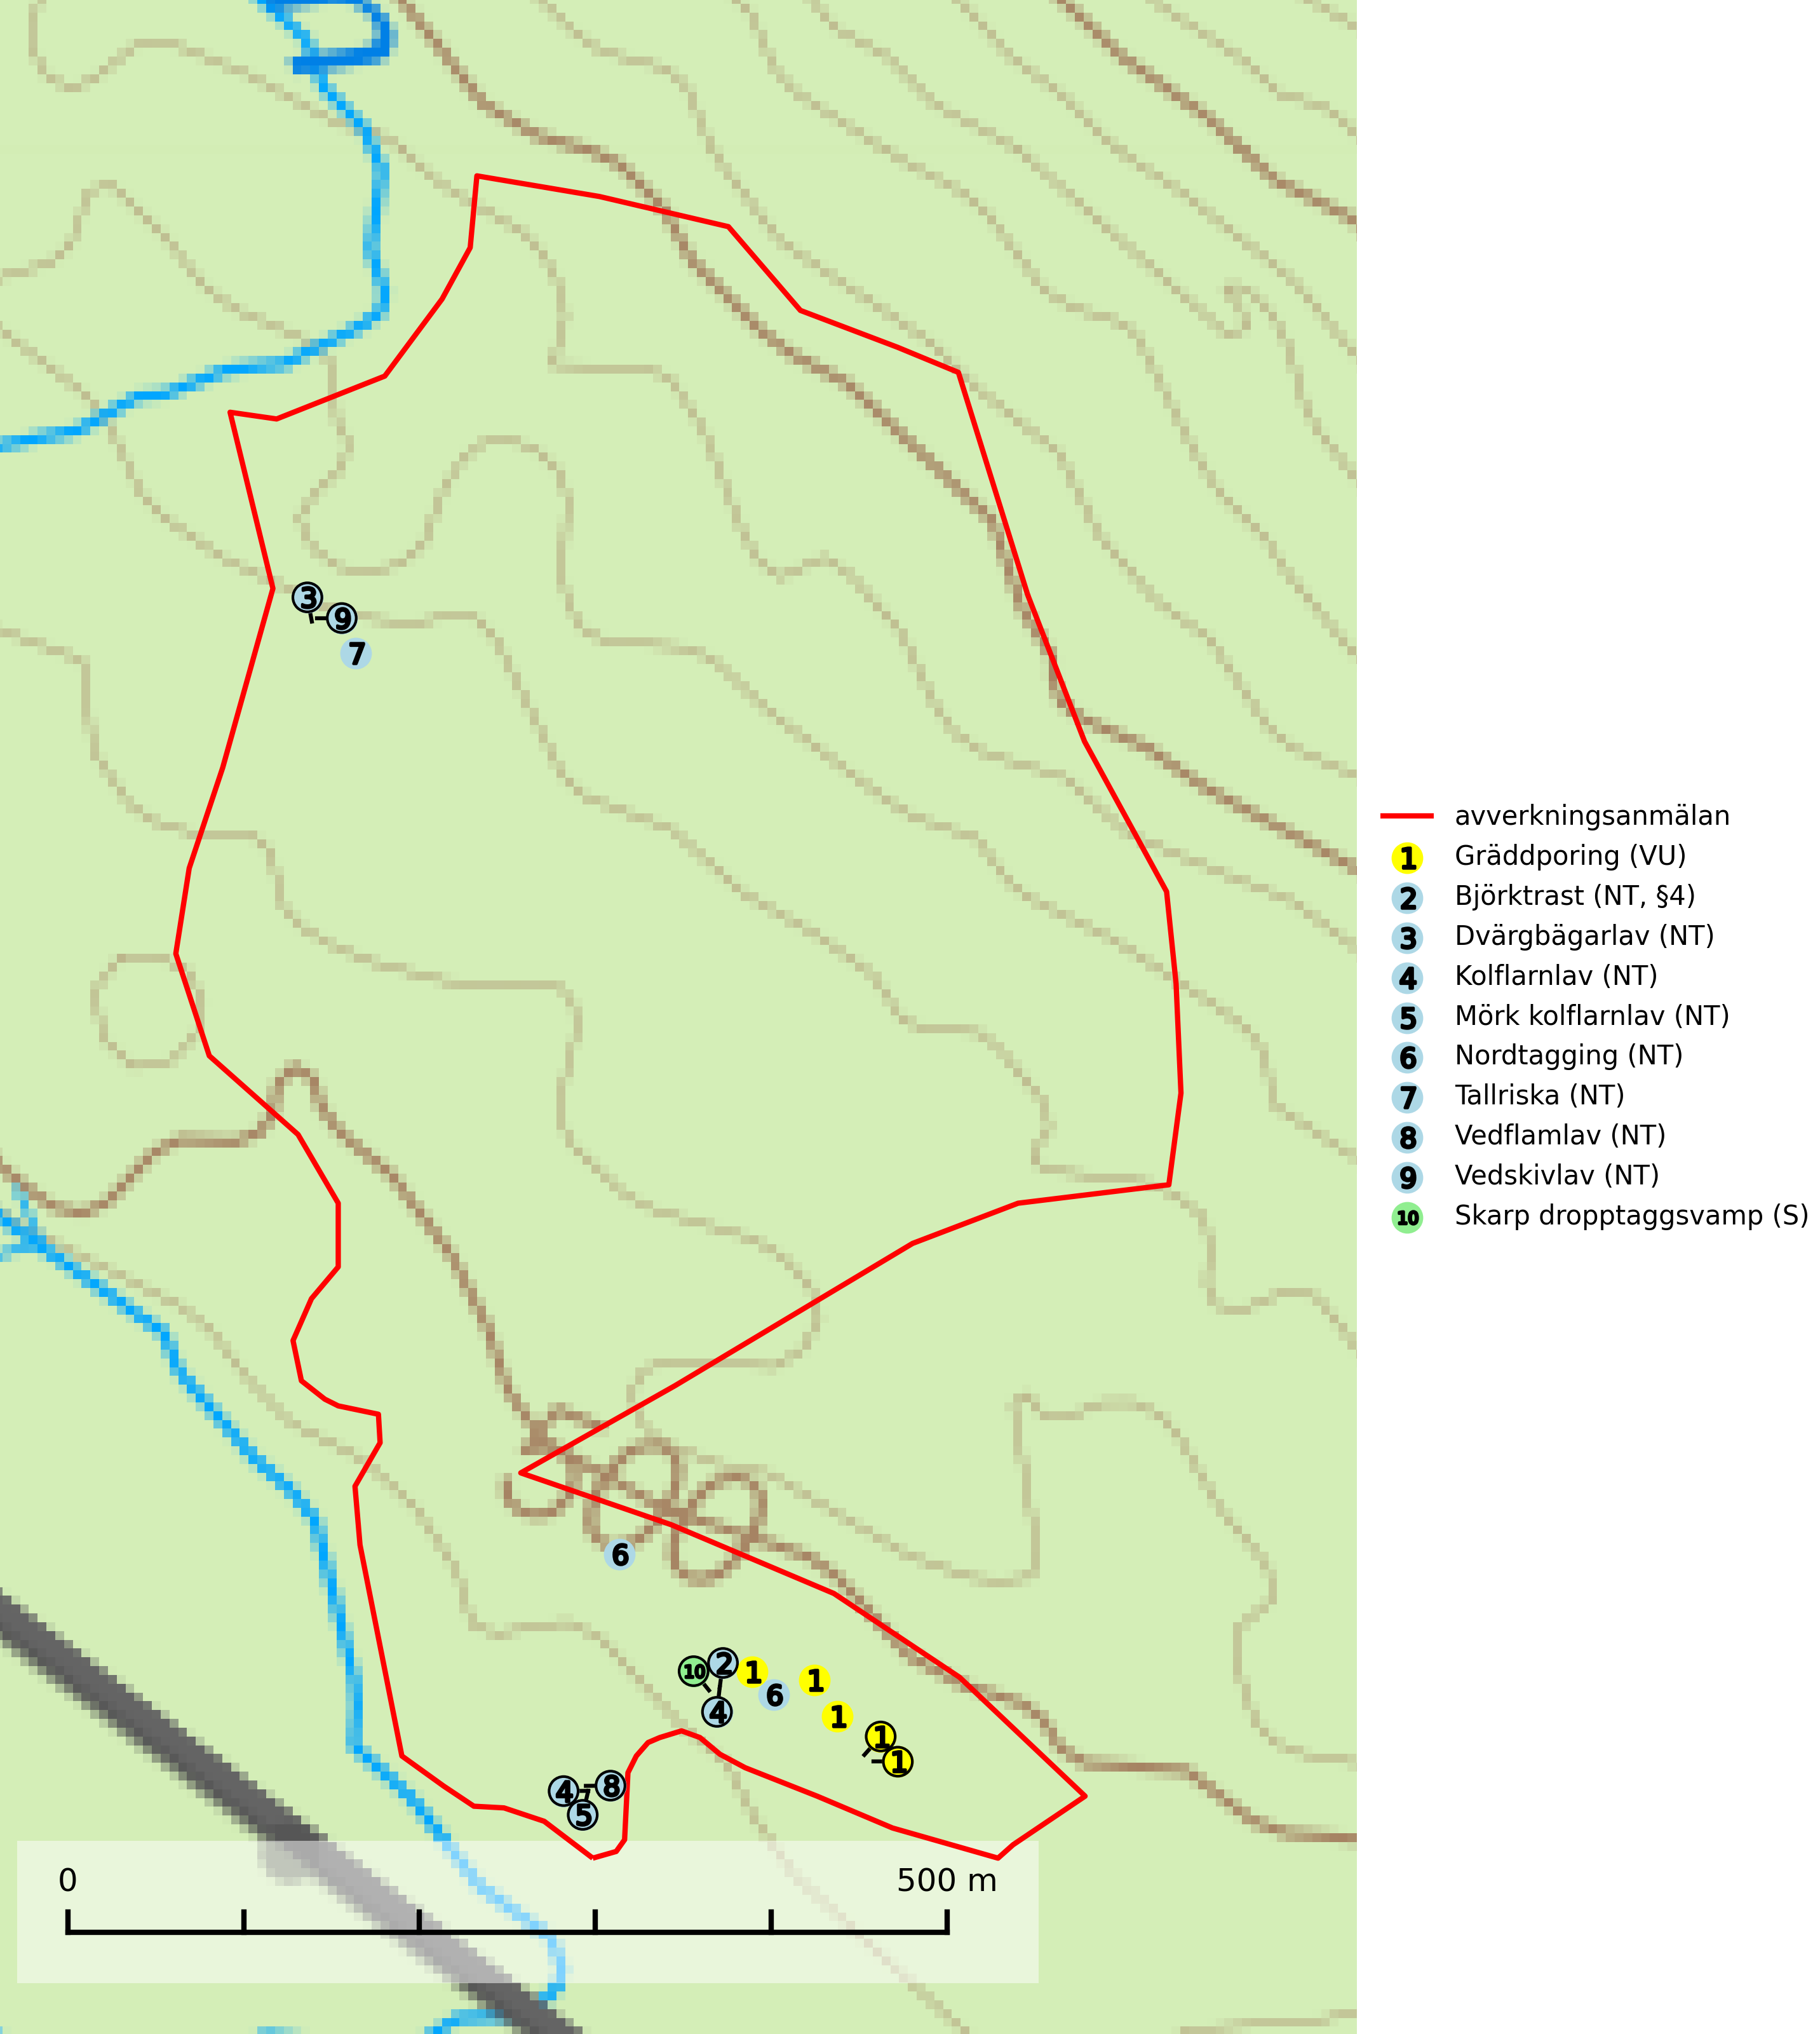 3
9
7
6
10
2
1
1
6
4
1
1
1
4
8
5
0
500 m
avverkningsanmälan
1 Gräddporing (VU)
2 Björktrast (NT, §4)
3 Dvärgbägarlav (NT)
4 Kolflarnlav (NT)
5 Mörk kolflarnlav (NT)
6 Nordtagging (NT)
7 Tallriska (NT)
8 Vedflamlav (NT)
9 Vedskivlav (NT)
10 Skarp dropptaggsvamp (S)